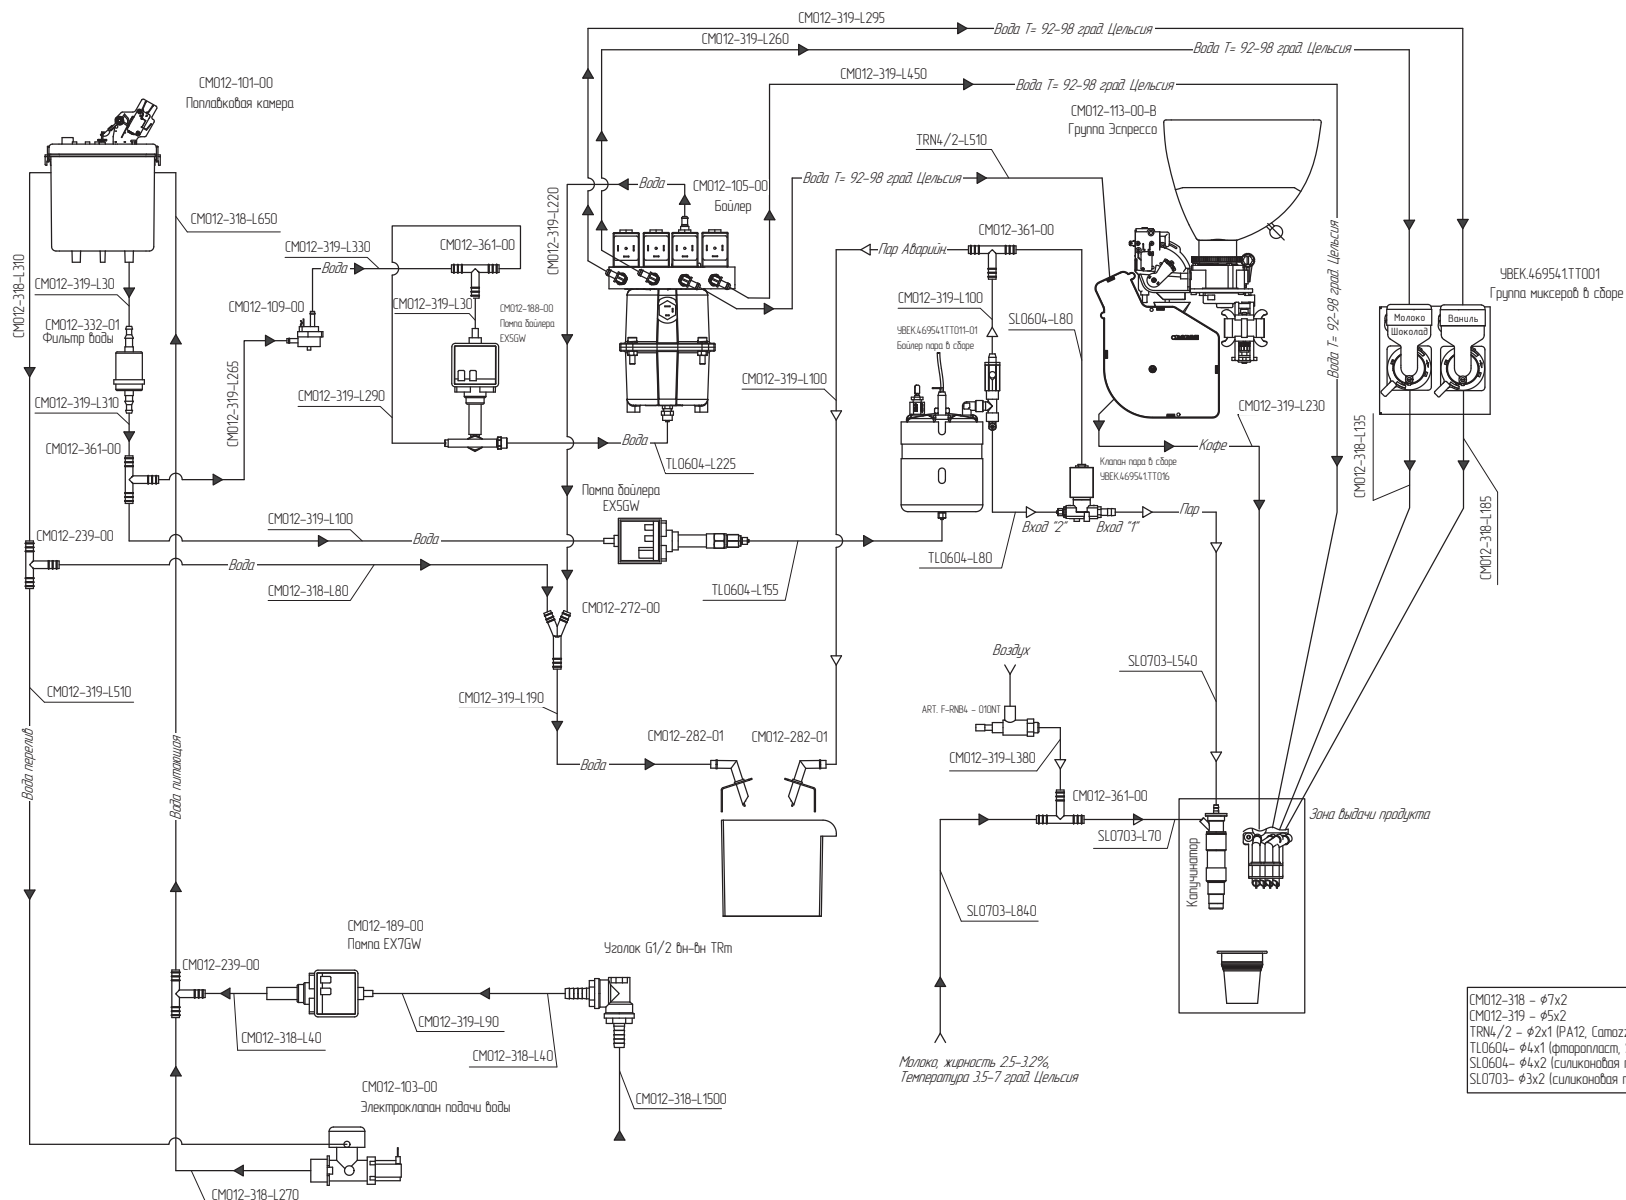 СМ012-319-L295
Вода Т= 92-98 град. Цельсия
СМ012-319-L260
Вода Т= 92-98 град. Цельсия
СМ012-319-L450
Вода Т= 92-98 град. Цельсия
СМ012-101-00
Поплавковая камера
СМ012-113-00-В
Группа Эспрессо
TRN4/2-L510
Вода
СМ012-105-00
Бойлер
Вода Т= 92-98 град. Цельсия
СМ012-319-L220
СМ012-318-L650
СМ012-318-L310
СМ012-319-L330
Вода
СМ012-361-00
Пар Аварийн.
СМ012-361-00
Вода Т= 92-98 град. Цельсия
УВЕК.469541.ТТ001
Группа миксеров в сборе
СМ012-319-L30
СМ012-109-00
СМ012-319-L30
СМ012-188-00
Помпа бойлера
EX5GW
СМ012-319-L100
SL0604-L80
УВЕК.469541.ТТ011-01
Бойлер пара в сборе
Молоко
Шоколад
Ваниль
СМ012-332-01
Фильтр воды
СМ012-319-L265
СМ012-319-L290
СМ012-319-L100
СМ012-319-L310
СМ012-319-L230
СМ012-361-00
Вода
TL0604-L225
Кофе
СМ012-318-L135
Клапан пара в сборе
УВЕК.469541.ТТ016
СМ012-318-L185
Помпа бойлера
EX5GW
СМ012-319-L100
Вода
Вход "2"
Вход "1"
Пар
СМ012-239-00
Вода
СМ012-318-L80
TL0604-L155
TL0604-L80
СМ012-272-00
Воздух
SL0703-L540
СМ012-319-L510
СМ012-319-L190
ART. F-RNB4 - 010NT
СМ012-282-01
СМ012-282-01
СМ012-319-L380
Вода
Вода перелив
Вода питающая
СМ012-361-00
SL0703-L70
Зона выдачи продукта
Капучинатор
SL0703-L840
СМ012-189-00
Помпа EX7GW
Уголок G1/2 вн-вн TRm
СМ012-239-00
СМ012-318-L40
СМ012-319-L90
СМ012-318-L40
СМ012-318 - ϕ7x2
СМ012-319 - ϕ5x2
TRN4/2 - ϕ2x1 (PA12, Camozz
TL0604- ϕ4x1 (фторопласт,
SL0604- ϕ4x2 (силиконовая
SL0703- ϕ3x2 (силиконовая
Молоко, жирность 2.5-3.2%,
Температура 3.5-7 град. Цельсия
СМ012-103-00
Электроклапан подачи воды
СМ012-318-L1500
СМ012-318-L270